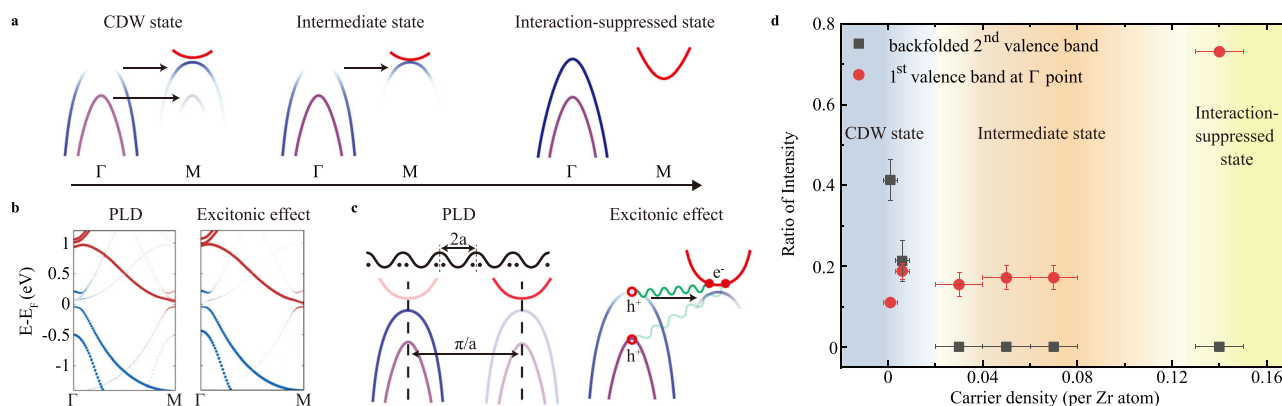 a
CDW state
Intermediate state
Interaction-suppressed state
Γ
M
Γ
M
Γ
M
b
PLD
Excitonic effect
E-E_F (eV)
1
0.5
0
-0.5
-1
Γ
M
Γ
M
c
PLD
Excitonic effect
2a
π/a
e⁻
h⁺
h⁺
d
0.8
0.6
0.4
0.2
0
Ratio of Intensity
backfolded 2nd valence band
1st valence band at Γ point
CDW state
Intermediate state
Interaction-
suppressed
state
0
0.04
0.08
0.12
0.16
Carrier density (per Zr atom)